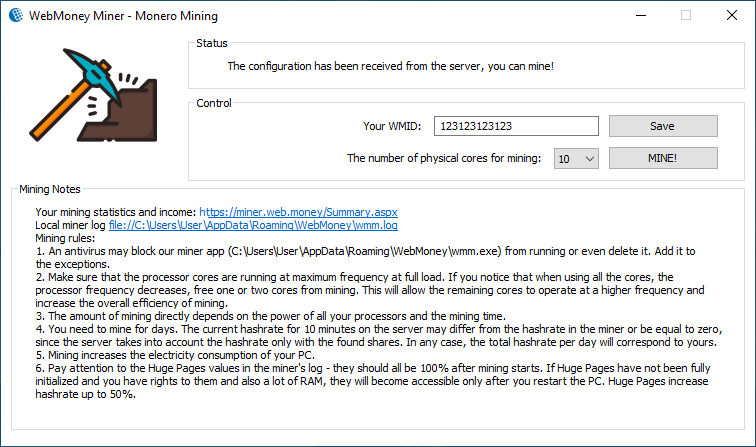 WebMoney Miner - Monero Mining
Status
The configuration has been received from the server, you can mine!
Control
Your WMID: 123123123123 Save
The number of physical cores for mining: 10 MINE!
Mining Notes
Your mining statistics and income: https://miner.web.money/Summary.aspx
Local miner log file://C:\Users\User\AppData\Roaming\WebMoney\wmm.log
Mining rules:
1. An antivirus may block our miner app (C:\Users\User\AppData\Roaming\WebMoney\wmm.exe) from running or even delete it. Add it to
the exceptions.
2. Make sure that the processor cores are running at maximum frequency at full load. If you notice that when using all the cores, the
processor frequency decreases, free one or two cores from mining. This will allow the remaining cores to operate at a higher frequency and
increase the overall efficiency of mining.
3. The amount of mining directly depends on the power of all your processors and the mining time.
4. You need to mine for days. The current hashrate for 10 minutes on the server may differ from the hashrate in the miner or be equal to zero,
since the server takes into account the hashrate only with the found shares. In any case, the total hashrate per day will correspond to yours.
5. Mining increases the electricity consumption of your PC.
6. Pay attention to the Huge Pages values in the miner's log - they should all be 100% after mining starts. If Huge Pages have not been fully
initialized and you have rights to them and also a lot of RAM, they will become accessible only after you restart the PC. Huge Pages increase
hashrate up to 50%.